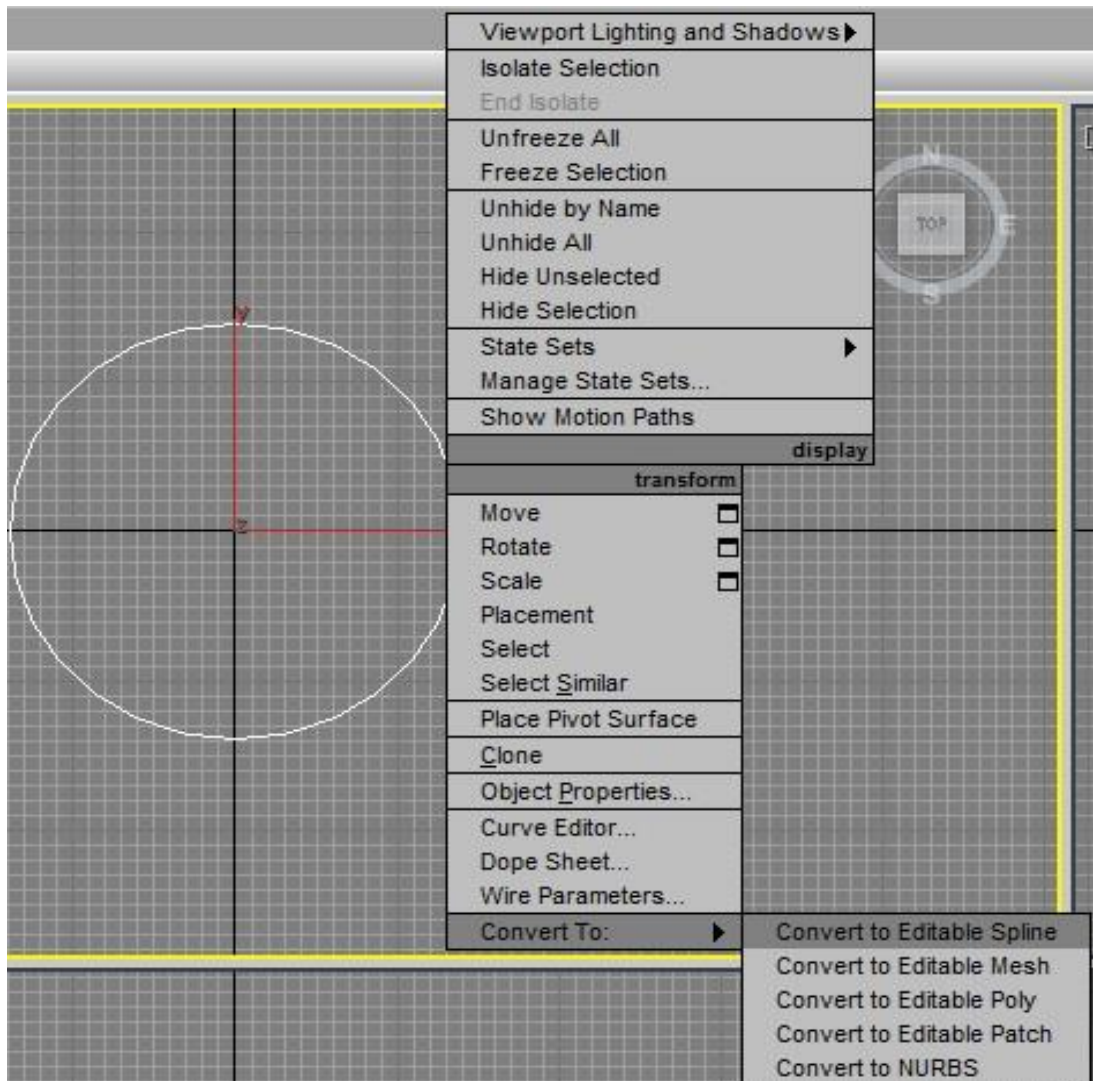 Viewport Lighting and Shadows
Isolate Selection
End Isolate
Unfreeze All
Freeze Selection
Unhide by Name
Unhide All
Hide Unselected
Hide Selection
State Sets
Manage State Sets...
Show Motion Paths
display
transform
Move
Rotate
Scale
Placement
Select
Select Similar
Place Pivot Surface
Clone
Object Properties...
Curve Editor...
Dope Sheet...
Wire Parameters...
Convert To:
Convert to Editable Spline
Convert to Editable Mesh
Convert to Editable Poly
Convert to Editable Patch
Convert to NURBS
N
TOP
E
S
y
z